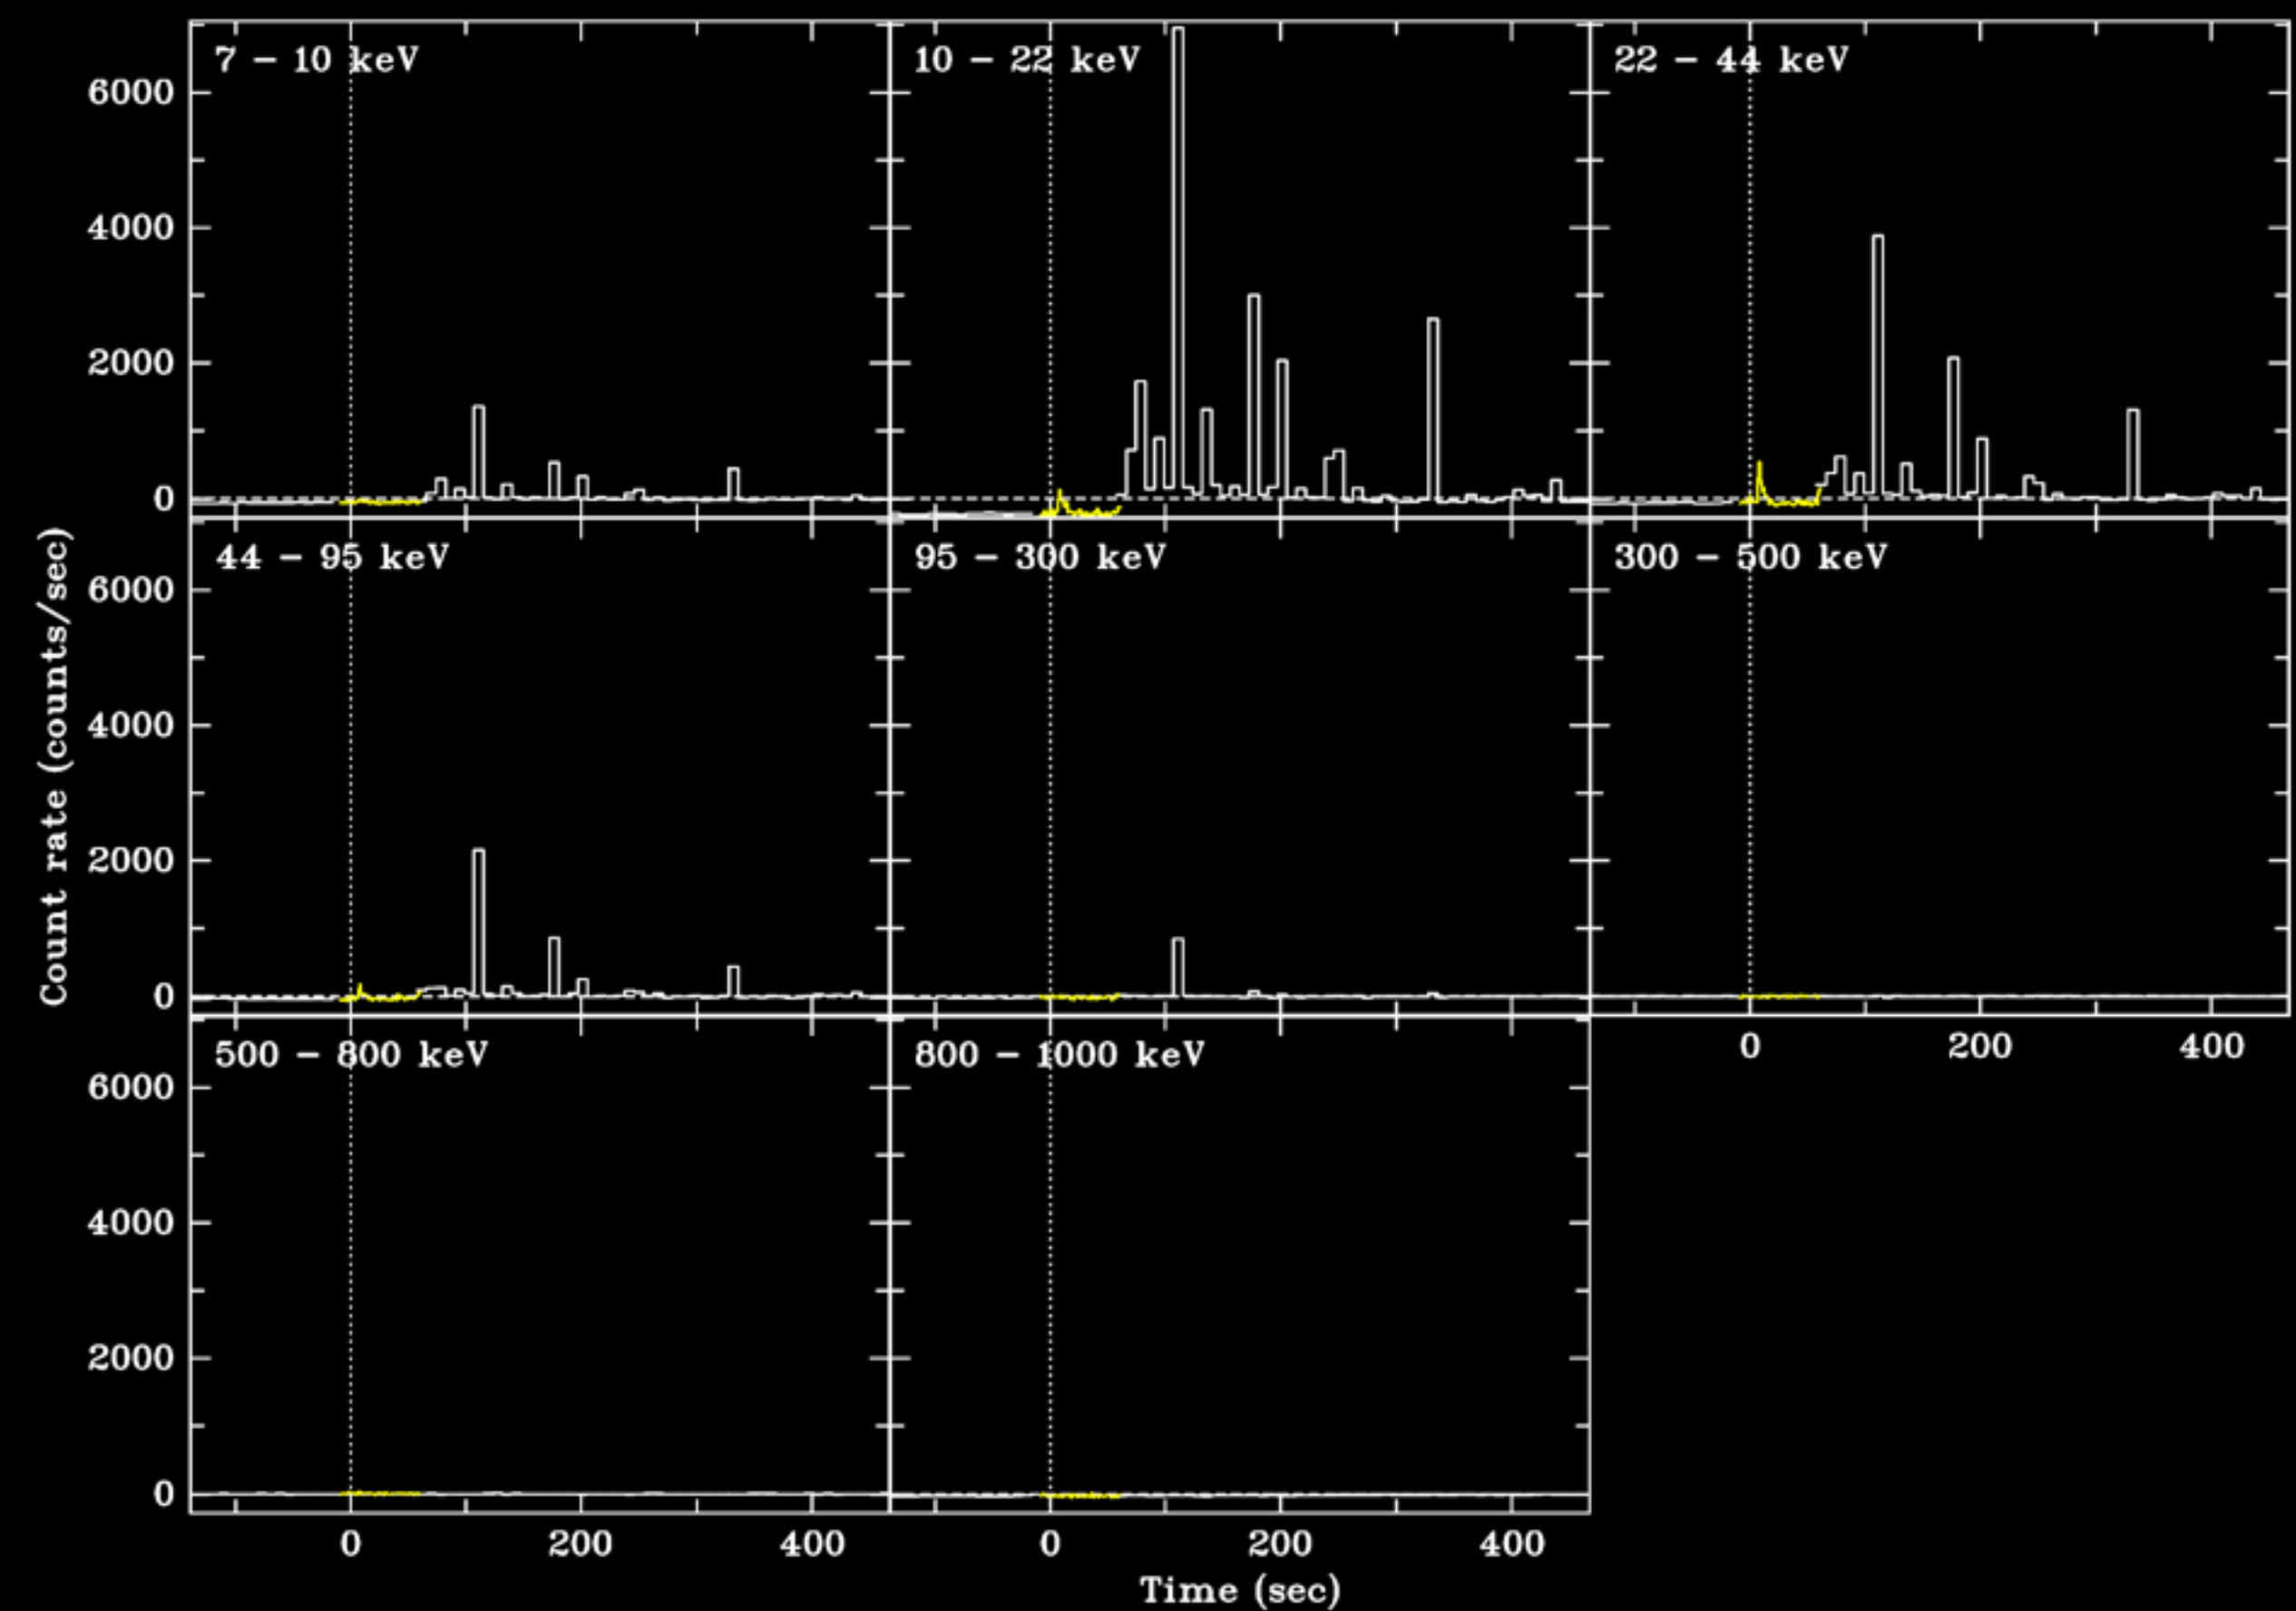 7 – 10 keV
10 – 22 keV
22 – 44 keV
6000
4000
2000
0
44 – 95 keV
95 – 300 keV
300 – 500 keV
6000
4000
2000
0
0 200 400
500 – 800 keV
800 – 1000 keV
6000
4000
2000
0
0 200 400
0 200 400
Time (sec)
Count rate (counts/sec)